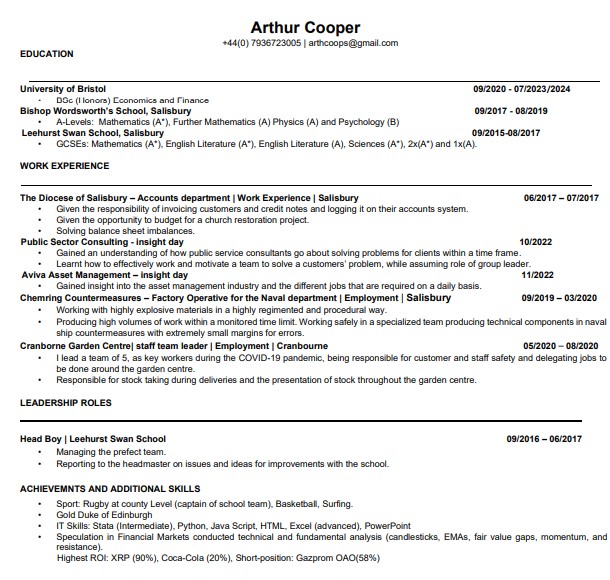 Arthur Cooper
+44(0) 7936723005 | arthcoops@gmail.com
EDUCATION
University of Bristol 09/2020 - 07/2023/2024
• BSc (Honors) Economics and Finance
Bishop Wordsworth's School, Salisbury 09/2017 - 08/2019
• A-Levels: Mathematics (A*), Further Mathematics (A) Physics (A) and Psychology (B)
Leehurst Swan School, Salisbury 09/2015-08/2017
• GCSEs: Mathematics (A*), English Literature (A), English Literature (A), Sciences (A*), 2x(A*) and 1x(A).
WORK EXPERIENCE
The Diocese of Salisbury – Accounts department | Work Experience | Salisbury 06/2017 – 07/2017
• Given the responsibility of invoicing customers and credit notes and logging it on their accounts system.
• Given the opportunity to budget for a church restoration project.
• Solving balance sheet imbalances.
Public Sector Consulting - insight day 10/2022
• Gained an understanding of how public service consultants go about solving problems for clients within a time frame.
• Learnt how to effectively work and motivate a team to solve a customers' problem, while assuming role of group leader.
Aviva Asset Management – insight day 11/2022
• Gained insight into the asset management industry and the different jobs that are required on a daily basis.
Chemring Countermeasures – Factory Operative for the Naval department | Employment | Salisbury 09/2019 – 03/2020
• Working with highly explosive materials in a highly regimented and procedural way.
• Producing high volumes of work within a monitored time limit. Working safely in a specialized team producing technical components in naval
ship countermeasures with extremely small margins for errors.
Cranborne Garden Centre| staff team leader | Employment | Cranbourne 05/2020 – 08/2020
• I lead a team of 5, as key workers during the COVID-19 pandemic, being responsible for customer and staff safety and delegating jobs to
be done around the garden centre.
• Responsible for stock taking during deliveries and the presentation of stock throughout the garden centre.
LEADERSHIP ROLES
Head Boy | Leehurst Swan School 09/2016 – 06/2017
• Managing the prefect team.
• Reporting to the headmaster on issues and ideas for improvements with the school.
ACHIEVEMNTS AND ADDITIONAL SKILLS
• Sport: Rugby at county Level (captain of school team), Basketball, Surfing.
• Gold Duke of Edinburgh
• IT Skills: Stata (Intermediate), Python, Java Script, HTML, Excel (advanced), PowerPoint
• Speculation in Financial Markets conducted technical and fundamental analysis (candlesticks, EMAs, fair value gaps, momentum, and
resistance).
Highest ROI: XRP (90%), Coca-Cola (20%), Short-position: Gazprom OAO(58%)